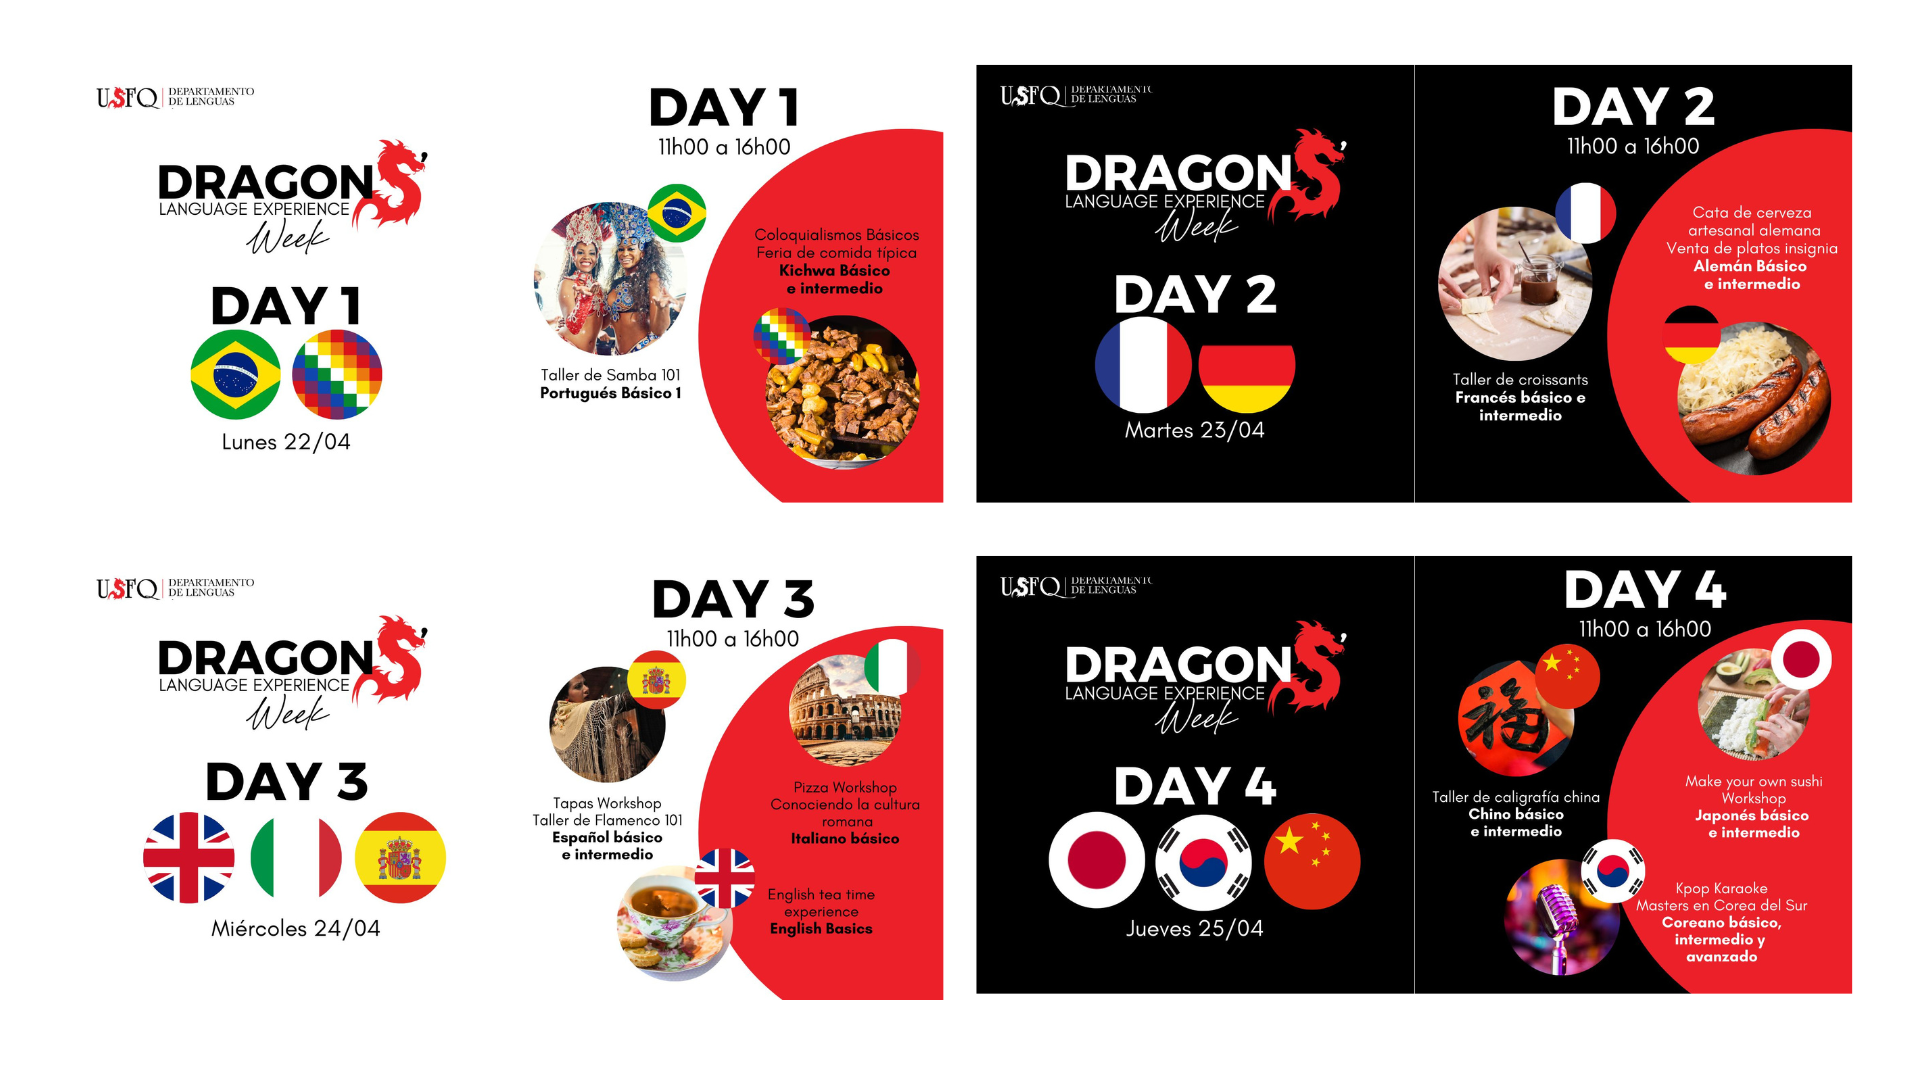 USFQ DEPARTAMENTO
DE LENGUAS
DRAGONS'
LANGUAGE EXPERIENCE
Week
DAY 1
Lunes 22/04
DAY 1
11h00 a 16h00
Taller de Samba 101
Portugués Básico 1
Coloquialismos Básicos
Feria de comida típica
Kichwa Básico
e intermedio
USFQ DEPARTAMENTO
DE LENGUAS
DRAGONS'
LANGUAGE EXPERIENCE
Week
DAY 2
Martes 23/04
DAY 2
11h00 a 16h00
Taller de croissants
Francés básico e
intermedio
Cata de cerveza
artesanal alemana
Venta de platos insignia
Alemán Básico
e intermedio
USFQ DEPARTAMENTO
DE LENGUAS
DRAGONS'
LANGUAGE EXPERIENCE
Week
DAY 3
Miércoles 24/04
DAY 3
11h00 a 16h00
Tapas Workshop
Taller de Flamenco 101
Español básico
e intermedio
Pizza Workshop
Conociendo la cultura
romana
Italiano básico
English tea time
experience
English Basics
USFQ DEPARTAMENTO
DE LENGUAS
DRAGONS'
LANGUAGE EXPERIENCE
Week
DAY 4
Jueves 25/04
DAY 4
11h00 a 16h00
福
Taller de caligrafía china
Chino básico
e intermedio
Make your own sushi
Workshop
Japonés básico
e intermedio
Kpop Karaoke
Masters en Corea del Sur
Coreano básico,
intermedio y
avanzado